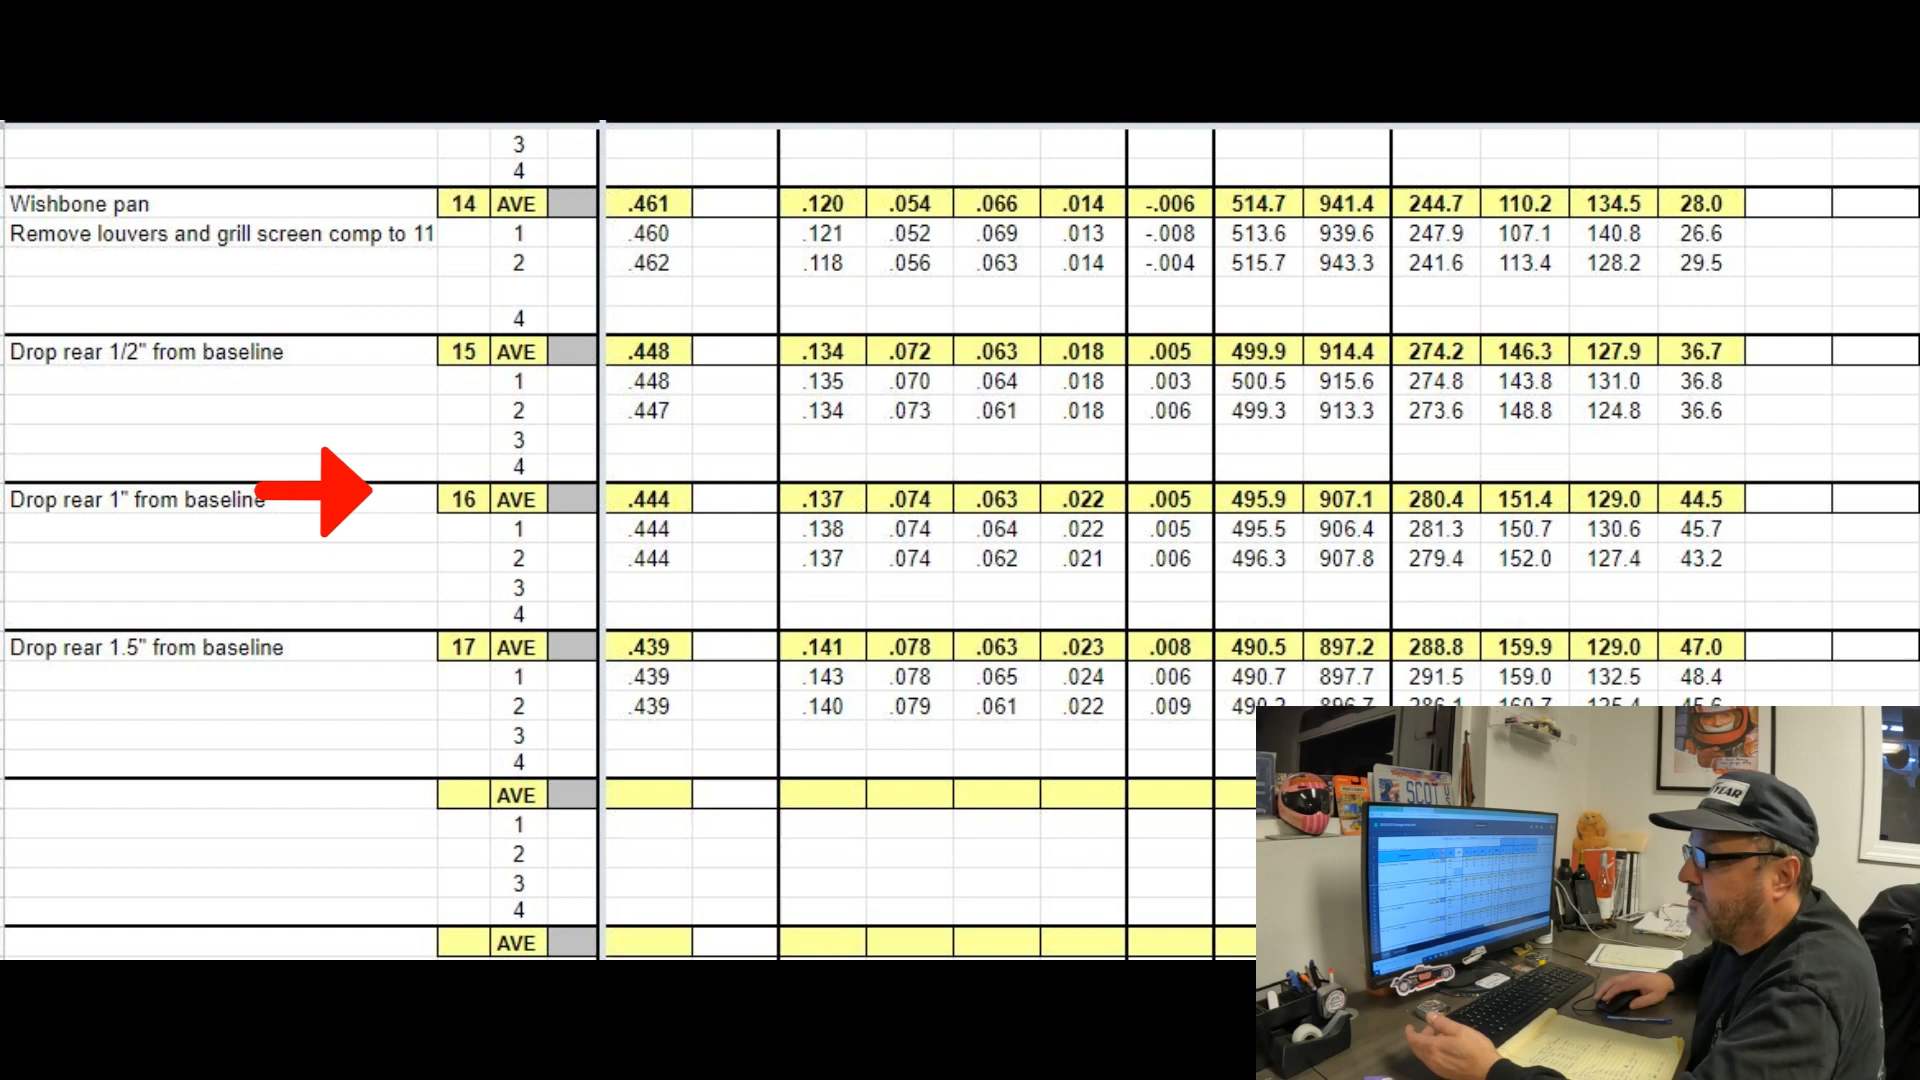 3
4
Wishbone pan 14 AVE .461 .120 .054 .066 .014 -.006 514.7 941.4 244.7 110.2 134.5 28.0
Remove louvers and grill screen comp to 11 1 .460 .121 .052 .069 .013 -.008 513.6 939.6 247.9 107.1 140.8 26.6
2 .462 .118 .056 .063 .014 -.004 515.7 943.3 241.6 113.4 128.2 29.5
4
Drop rear 1/2" from baseline 15 AVE .448 .134 .072 .063 .018 .005 499.9 914.4 274.2 146.3 127.9 36.7
1 .448 .135 .070 .064 .018 .003 500.5 915.6 274.8 143.8 131.0 36.8
2 .447 .134 .073 .061 .018 .006 499.3 913.3 273.6 148.8 124.8 36.6
3
4
Drop rear 1" from baseline 16 AVE .444 .137 .074 .063 .022 .005 495.9 907.1 280.4 151.4 129.0 44.5
1 .444 .138 .074 .064 .022 .005 495.5 906.4 281.3 150.7 130.6 45.7
2 .444 .137 .074 .062 .021 .006 496.3 907.8 279.4 152.0 127.4 43.2
3
4
Drop rear 1.5" from baseline 17 AVE .439 .141 .078 .063 .023 .008 490.5 897.2 288.8 159.9 129.0 47.0
1 .439 .143 .078 .065 .024 .006 490.7 897.7 291.5 159.0 132.5 48.4
2 .439 .140 .079 .061 .022 .009
3
4
AVE
1
2
3
4
AVE
SCOT
YEAR